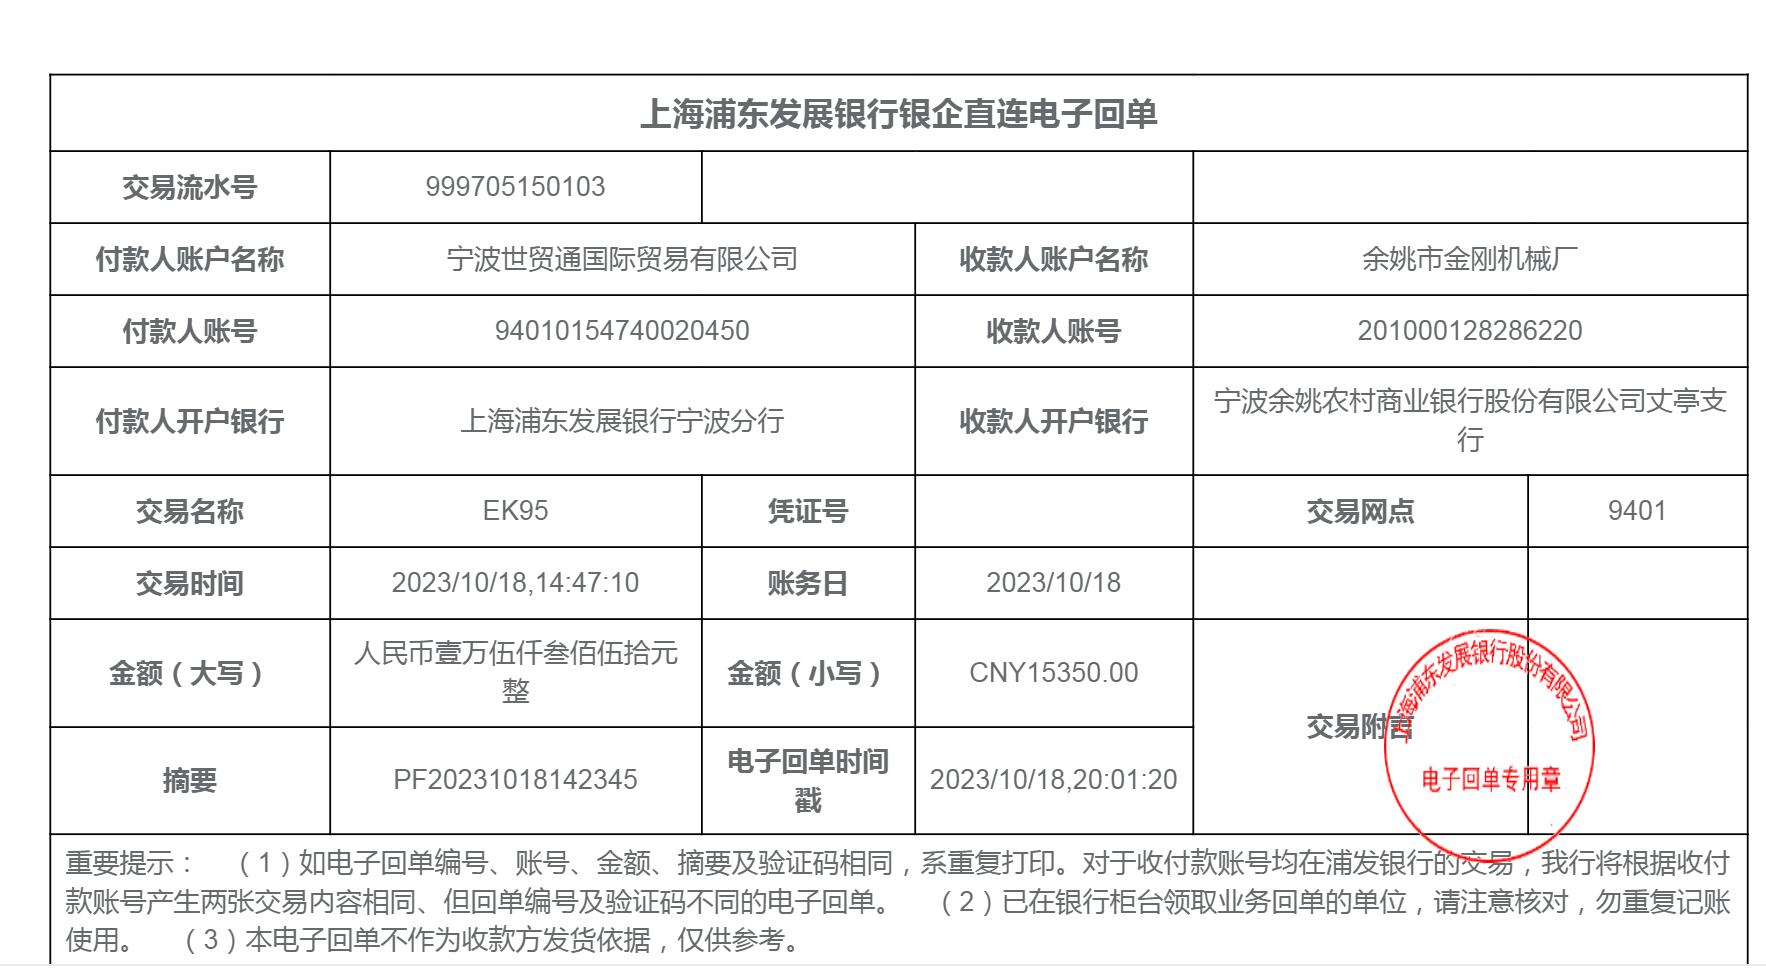 上海浦东发展银行银企直连电子回单
交易流水号 999705150103
付款人账户名称 宁波世贸通国际贸易有限公司 收款人账户名称 余姚市金刚机械厂
付款人账号 94010154740020450 收款人账号 201000128286220
付款人开户银行 上海浦东发展银行宁波分行 收款人开户银行 宁波余姚农村商业银行股份有限公司丈亭支
行
交易名称 EK95 凭证号 交易网点 9401
交易时间 2023/10/18,14:47:10 账务日 2023/10/18
金额（大写） 人民币壹万伍仟叁佰伍拾元
整
金额（小写） CNY15350.00
交易附言
摘要 PF20231018142345 电子回单时间
戳
2023/10/18,20:01:20
上海浦东发展银行股份有限公司
电子回单专用章
重要提示： （1）如电子回单编号、账号、金额、摘要及验证码相同，系重复打印。对于收付款账号均在浦发银行的交易，我行将根据收付
款账号产生两张交易内容相同、但回单编号及验证码不同的电子回单。 （2）已在银行柜台领取业务回单的单位，请注意核对，勿重复记账
使用。 （3）本电子回单不作为收款方发货依据，仅供参考。